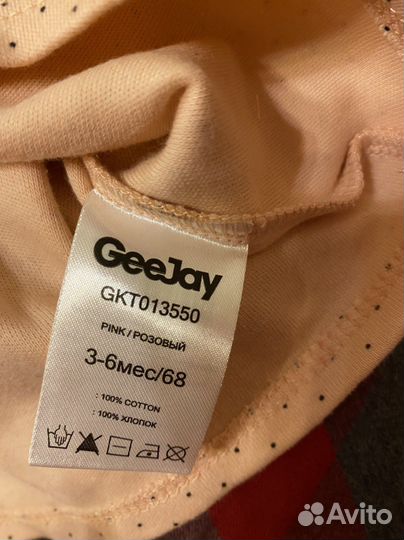 GeeJay
GKT013550
PINK / РОЗОВЫЙ
3-6мес/68
: 100% COTTON
: 100% ХЛОПОК
Avito